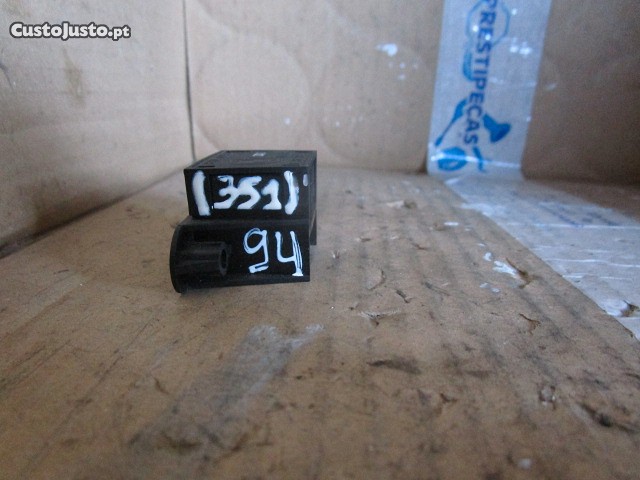 CustoJusto.pt
PRESTIPEÇAS
(351)
94